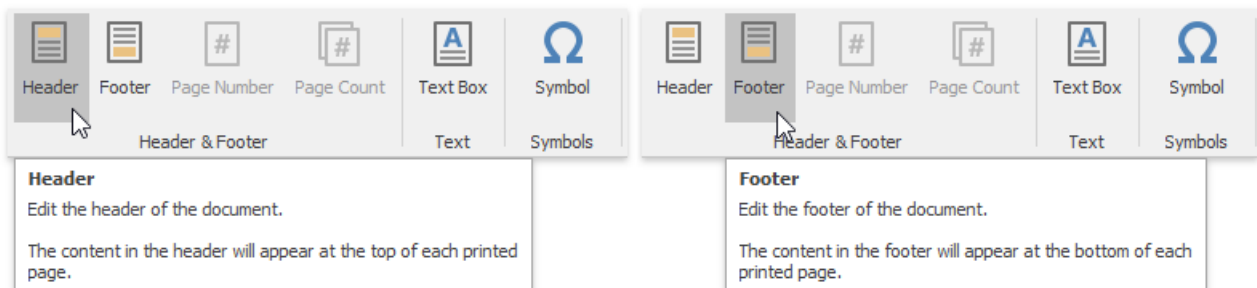 Header Footer Page Number Page Count Text Box Symbol
Header & Footer Text Symbols
Header
Edit the header of the document.
The content in the header will appear at the top of each printed
page.
Header Footer Page Number Page Count Text Box Symbol
Header & Footer Text Symbols
Footer
Edit the footer of the document.
The content in the footer will appear at the bottom of each
printed page.